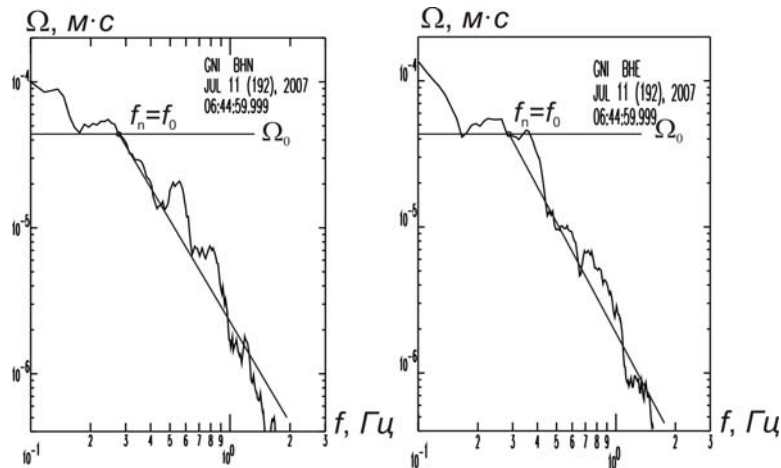 Ω, м·с
GNI BHN
JUL 11 (192), 2007
06:44:59.999
fₙ=f₀
Ω₀
10⁻⁴
10⁻⁵
10⁻⁶
10⁻¹ 2 3 4 5 6 7 8 9 10⁰ 2 3
f, Гц
Ω, м·с
GNI BHE
JUL 11 (192), 2007
06:44:59.999
fₙ=f₀
Ω₀
10⁻⁴
10⁻⁵
10⁻⁶
10⁻¹ 2 3 4 5 6 7 8 9 10⁰ 2 3
f, Гц